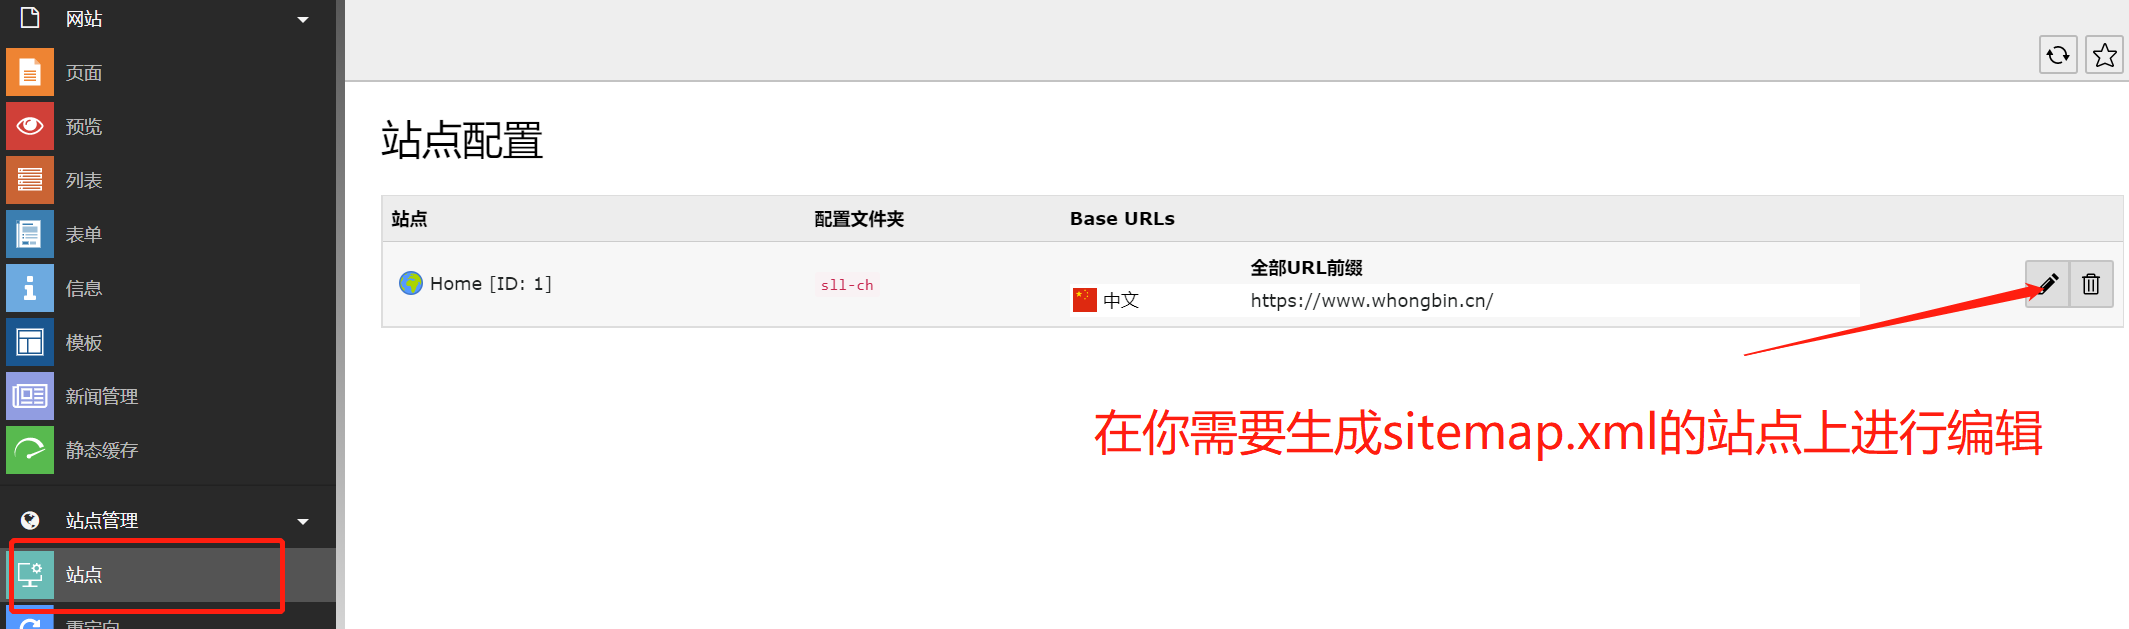 网站
页面
预览
列表
表单
信息
模板
新闻管理
静态缓存
站点管理
站点
重定向
站点配置
站点 配置文件夹 Base URLs
全部URL前缀
Home [ID: 1] sll-ch
中文 https://www.whongbin.cn/
在你需要生成sitemap.xml的站点上进行编辑